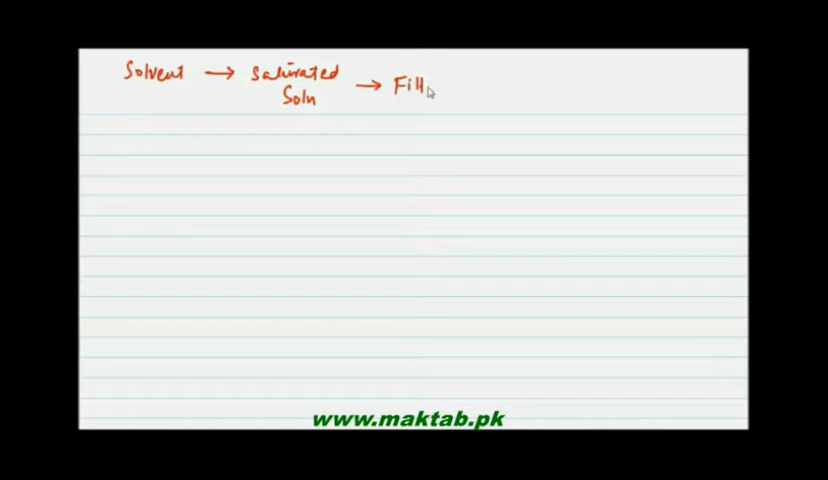 Solvent → Saturated → Fill
Soln
www.maktab.pk